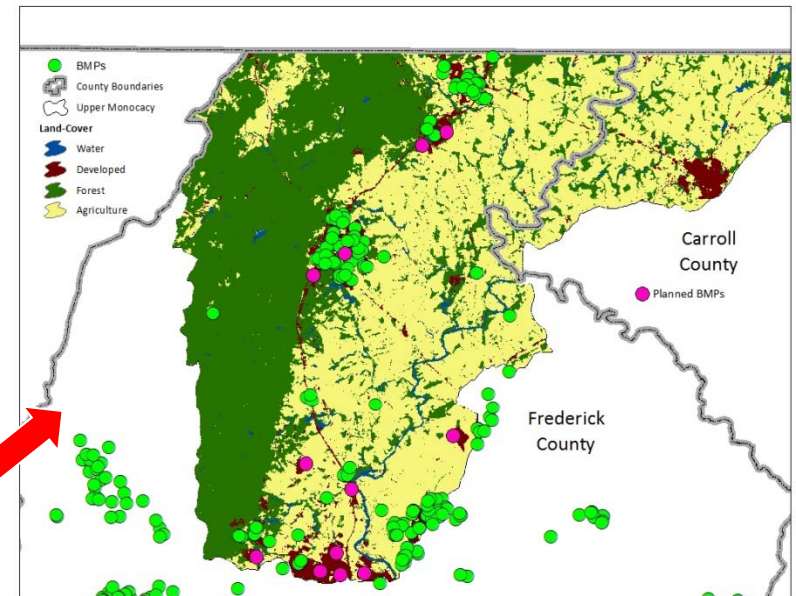 BMPs
County Boundaries
Upper Monocacy
Land-Cover
Water
Developed
Forest
Agriculture
Carroll
County
Planned BMPs
Frederick
County